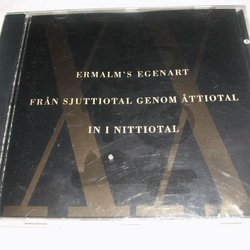 ERMALM'S EGENART
FRÅN SJUTTIOTAL GENOM ÅTTIOTAL
IN I NITTIOTAL